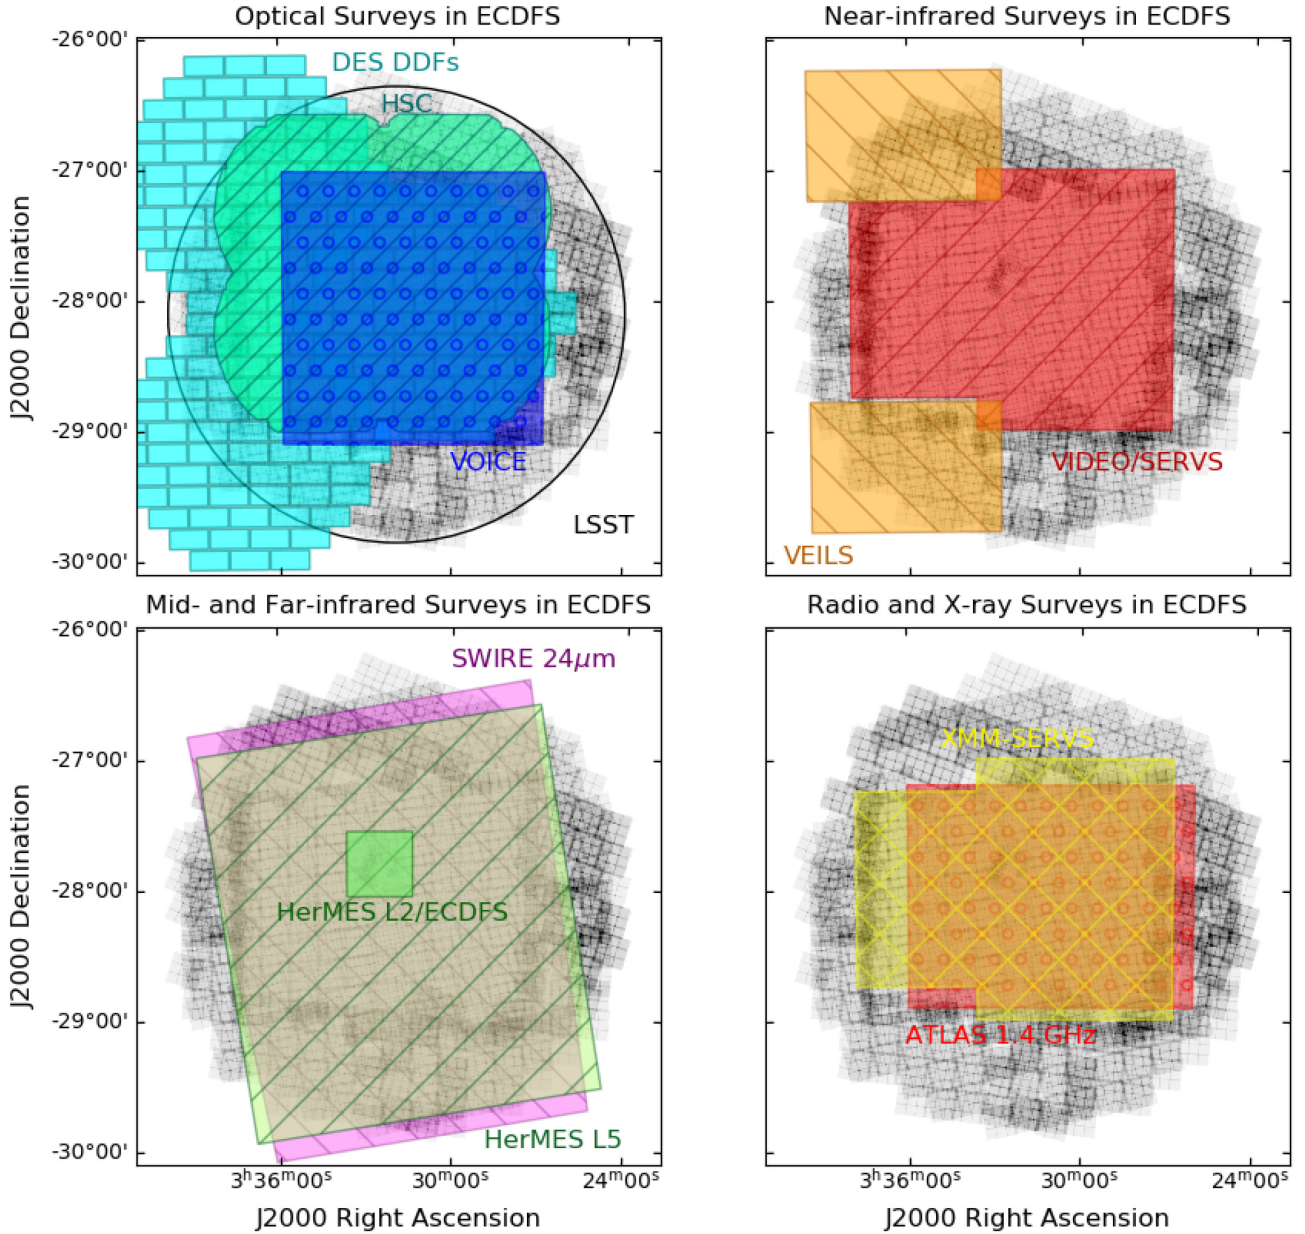 Optical Surveys in ECDFS
Near-infrared Surveys in ECDFS
-26°00'
-27°00'
-28°00'
-29°00'
-30°00'
J2000 Declination
DES DDFs
HSC
VOICE
LSST
VIDEO/SERVS
VEILS
Mid- and Far-infrared Surveys in ECDFS
Radio and X-ray Surveys in ECDFS
-26°00'
-27°00'
-28°00'
-29°00'
-30°00'
J2000 Declination
SWIRE 24μm
HerMES L2/ECDFS
HerMES L5
XMM-SERVS
ATLAS 1.4 GHz
3ʰ36ᵐ00ˢ
30ᵐ00ˢ
24ᵐ00ˢ
3ʰ36ᵐ00ˢ
30ᵐ00ˢ
24ᵐ00ˢ
J2000 Right Ascension
J2000 Right Ascension